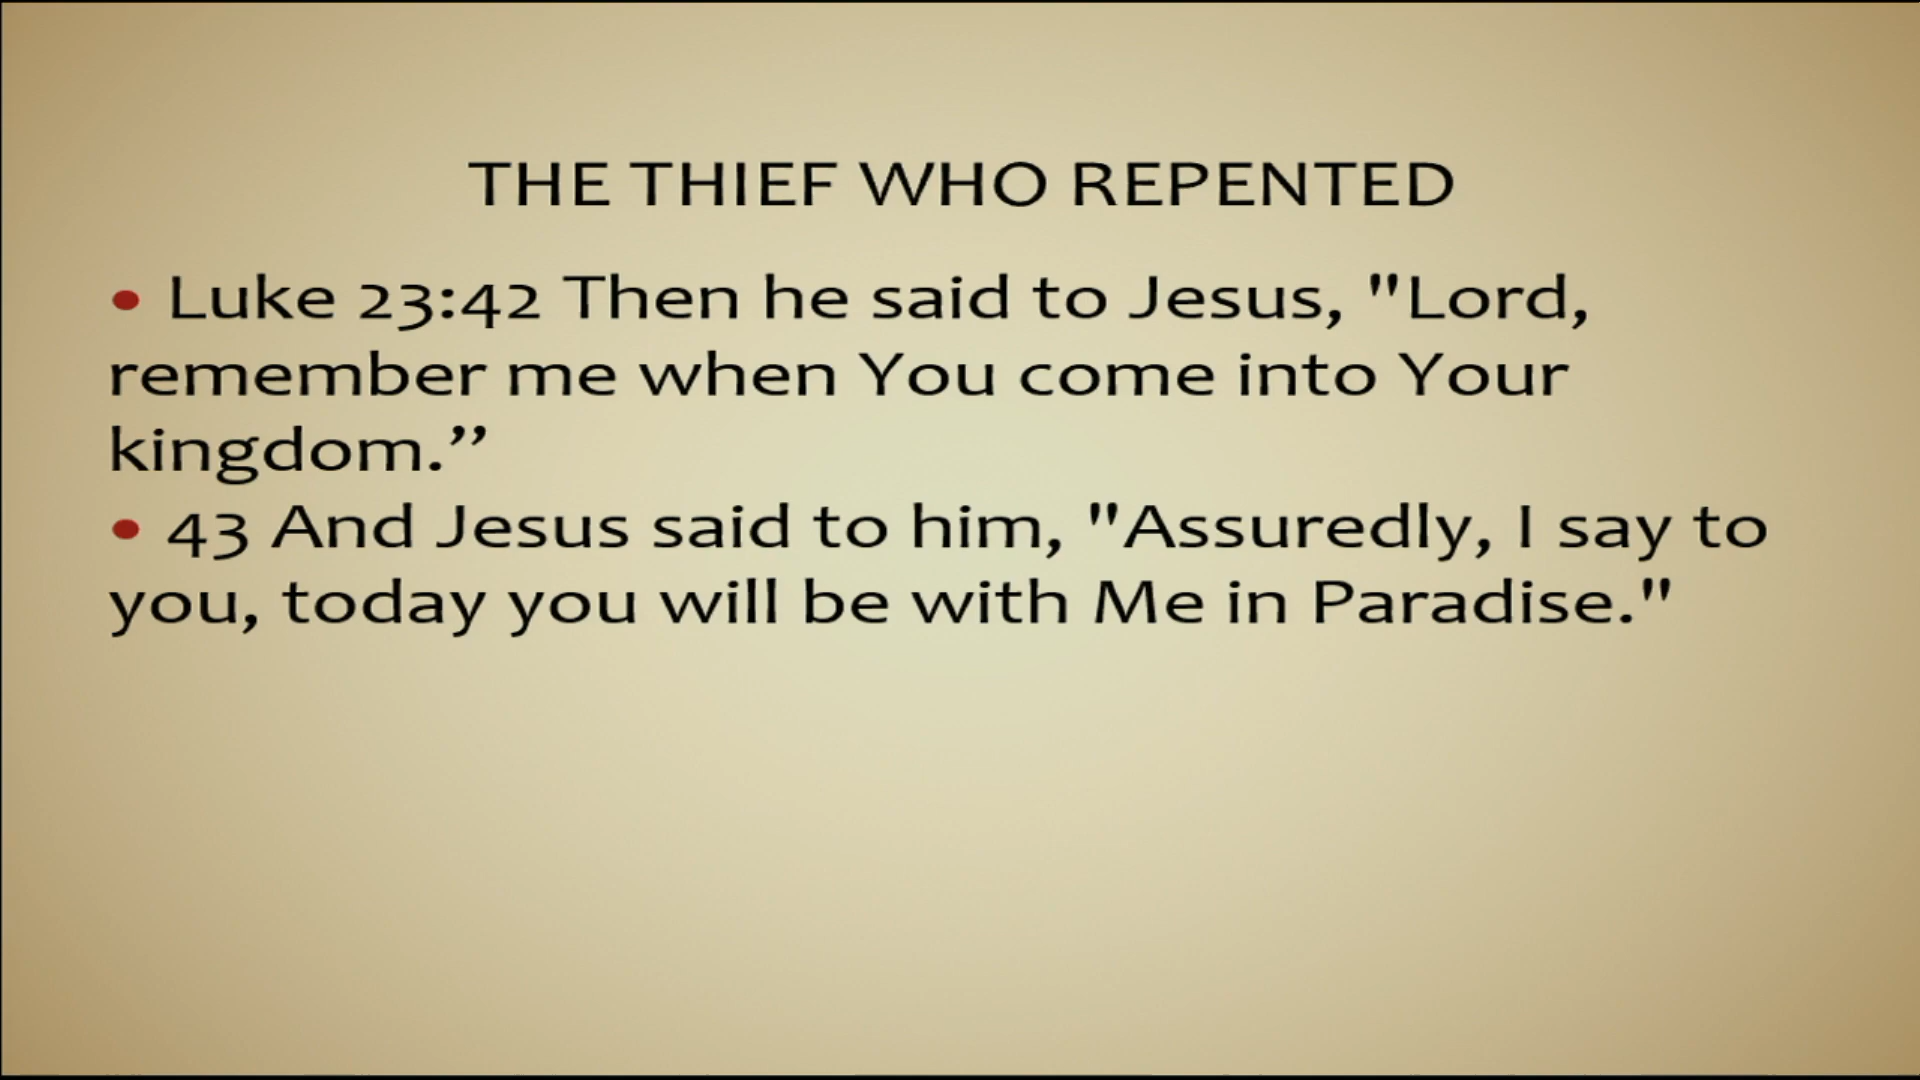 THE THIEF WHO REPENTED
• Luke 23:42 Then he said to Jesus, "Lord,
remember me when You come into Your
kingdom.’’
• 43 And Jesus said to him, "Assuredly, I say to
you, today you will be with Me in Paradise."